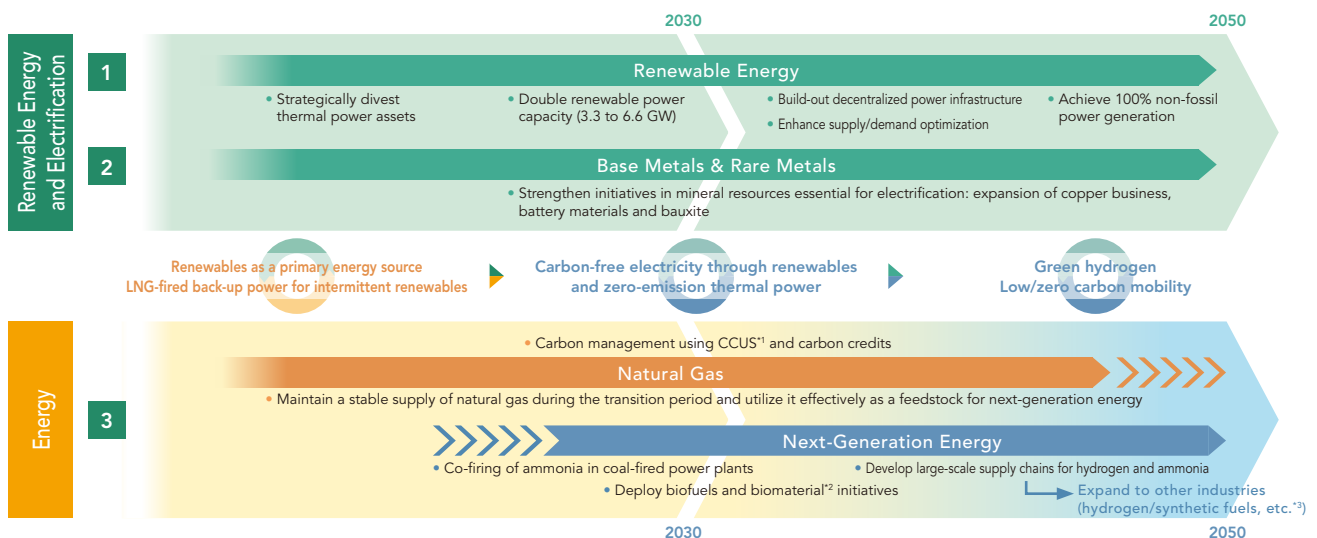 2030
2050
Renewable Energy
and Electrification
1
Renewable Energy
• Strategically divest
thermal power assets
• Double renewable power
capacity (3.3 to 6.6 GW)
• Build-out decentralized power infrastructure
• Enhance supply/demand optimization
• Achieve 100% non-fossil
power generation
2
Base Metals & Rare Metals
• Strengthen initiatives in mineral resources essential for electrification: expansion of copper business,
battery materials and bauxite
Renewables as a primary energy source
LNG-fired back-up power for intermittent renewables
Carbon-free electricity through renewables
and zero-emission thermal power
Green hydrogen
Low/zero carbon mobility
Energy
3
• Carbon management using CCUS*1 and carbon credits
Natural Gas
• Maintain a stable supply of natural gas during the transition period and utilize it effectively as a feedstock for next-generation energy
Next-Generation Energy
• Co-firing of ammonia in coal-fired power plants
• Develop large-scale supply chains for hydrogen and ammonia
• Deploy biofuels and biomaterial*2 initiatives
Expand to other industries
(hydrogen/synthetic fuels, etc.*3)
2030
2050